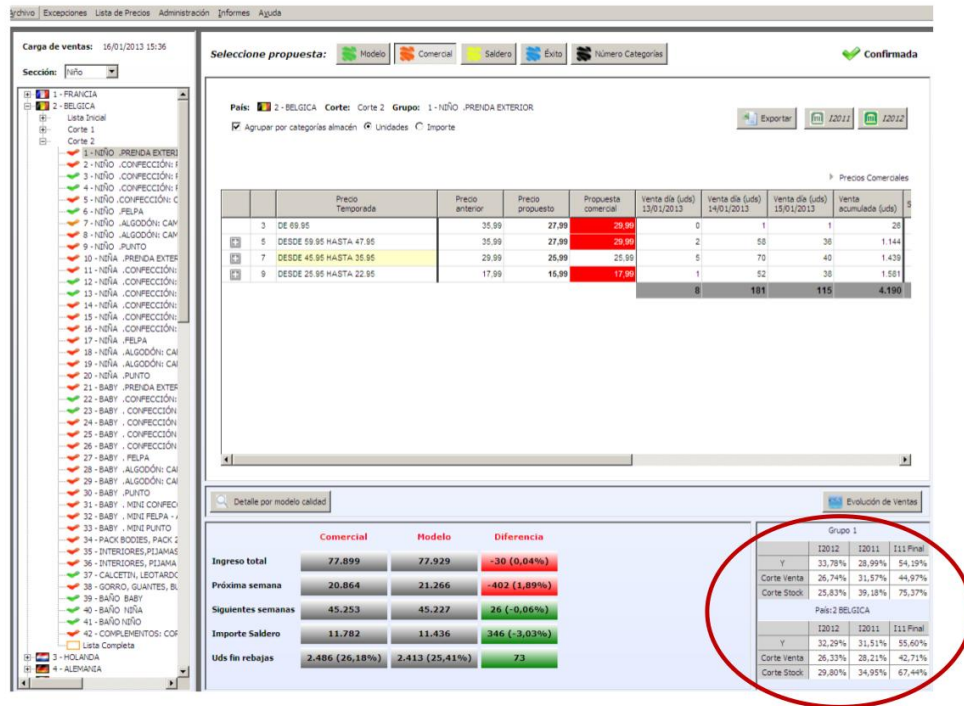 Archivo Excepciones Lista de Precios Administración Informes Ayuda
Carga de ventas: 16/01/2013 15:36
Sección: Niño
1 - FRANCIA
2 - BELGICA
Lista Inicial
Corte 1
Corte 2
1 - NIÑO .PRENDA EXTERI
2 - NIÑO .CONFECCIÓN: F
3 - NIÑO .CONFECCIÓN: F
4 - NIÑO .CONFECCIÓN: F
5 - NIÑO .CONFECCIÓN: C
6 - NIÑO .FELPA
7 - NIÑO .ALGODÓN: CAM
8 - NIÑO .ALGODÓN: CAM
9 - NIÑO .PUNTO
10 - NIÑA .PRENDA EXTER
11 - NIÑA .CONFECCIÓN:
12 - NIÑA .CONFECCIÓN:
13 - NIÑA .CONFECCIÓN:
14 - NIÑA .CONFECCIÓN:
15 - NIÑA .CONFECCIÓN:
16 - NIÑA .CONFECCIÓN:
17 - NIÑA .FELPA
18 - NIÑA .ALGODÓN: CAI
19 - NIÑA .ALGODÓN: CAI
20 - NIÑA .PUNTO
21 - BABY .PRENDA EXTER
22 - BABY .CONFECCIÓN:
23 - BABY . CONFECCIÓN
24 - BABY . CONFECCIÓN
25 - BABY . CONFECCIÓN
26 - BABY . CONFECCIÓN
27 - BABY . FELPA
28 - BABY .ALGODÓN: CAI
29 - BABY .ALGODÓN: CAI
30 - BABY .PUNTO
31 - BABY . MINI CONFEC
32 - BABY . MINI FELPA - A
33 - BABY . MINI PUNTO
34 - PACK BODIES, PACK 2
35 - INTERIORES,PIJAMAS
36 - INTERIORES, PIJAMA
37 - CALCETIN, LEOTARDO
38 - GORRO, GUANTES, BU
39 - BAÑO BABY
40 - BAÑO NIÑA
41 - BAÑO NIÑO
42 - COMPLEMENTOS: COR
Lista Completa
3 - HOLANDA
4 - ALEMANIA
Seleccione propuesta: Modelo Comercial Saldero Éxito Número Categorías Confirmada
País: 2 - BELGICA Corte: Corte 2 Grupo: 1 - NIÑO .PRENDA EXTERIOR
Agrupar por categorías almacén Unidades Importe
Exportar I2011 I2012
Precios Comerciales
Precio Temporada Precio anterior Precio propuesto Propuesta comercial Venta día (uds) 13/01/2013 Venta día (uds) 14/01/2013 Venta día (uds) 15/01/2013 Venta acumulada (uds) S
3 DE 69.95 35,99 27,99 29,99 0 1 1 26
5 DESDE 59.95 HASTA 47.95 35,99 27,99 29,99 2 58 36 1.144
7 DESDE 45.95 HASTA 35.95 29,99 25,99 25,99 5 70 40 1.439
9 DESDE 25.95 HASTA 22.95 17,99 15,99 17,99 1 52 38 1.581
8 181 115 4.190
Detalle por modelo calidad Evolución de Ventas
Comercial Modelo Diferencia
Ingreso total 77.899 77.929 -30 (0,04%)
Próxima semana 20.864 21.266 -402 (1,89%)
Siguientes semanas 45.253 45.227 26 (-0,06%)
Importe Saldero 11.782 11.436 346 (-3,03%)
Uds fin rebajas 2.486 (26,18%) 2.413 (25,41%) 73
Grupo 1
I2012 I2011 I11 Final
Y 33,78% 28,99% 54,19%
Corte Venta 26,74% 31,57% 44,97%
Corte Stock 25,83% 39,18% 75,37%
País:2 BELGICA
I2012 I2011 I11 Final
Y 32,29% 31,51% 55,60%
Corte Venta 26,33% 28,21% 42,71%
Corte Stock 29,80% 34,95% 67,44%